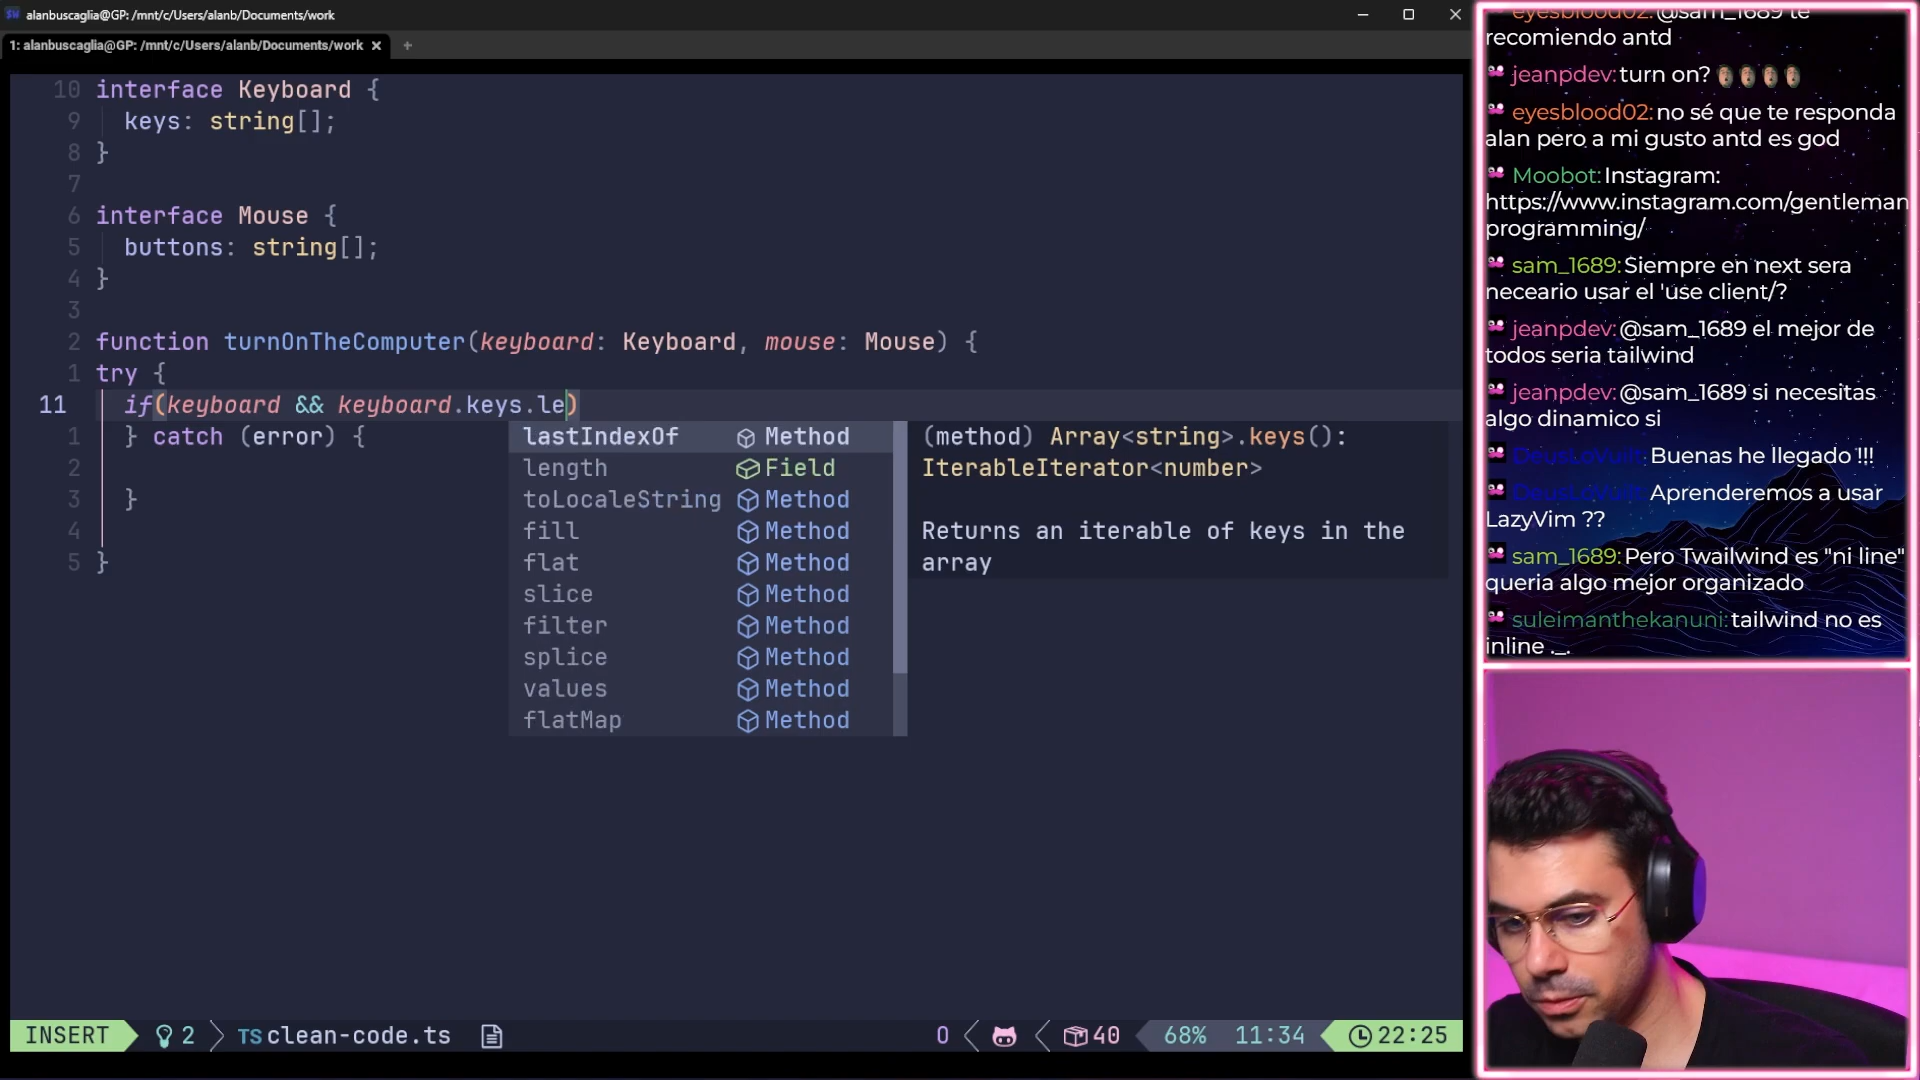 alanbuscaglia@GP: /mnt/c/Users/alanb/Documents/work
1: alanbuscaglia@GP: /mnt/c/Users/alanb/Documents/work × +
10 interface Keyboard {
9 keys: string[];
8 }
7
6 interface Mouse {
5 buttons: string[];
4 }
3
2 function turnOnTheComputer(keyboard: Keyboard, mouse: Mouse) {
1 try {
11 if(keyboard && keyboard.keys.le)
1 } catch (error) {
2
3 }
4
5 }
lastIndexOf Method
length Field
toLocaleString Method
fill Method
flat Method
slice Method
filter Method
splice Method
values Method
flatMap Method
(method) Array<string>.keys():
IterableIterator<number>
Returns an iterable of keys in the
array
INSERT 2 TS clean-code.ts 0 40 68% 11:34 22:25
eyesblood02: @sam_1689 te
recomiendo antd
jeanpdev: turn on?
eyesblood02: no sé que te responda
alan pero a mi gusto antd es god
Moobot: Instagram:
https://www.instagram.com/gentleman
programming/
sam_1689: Siempre en next sera
neceario usar el 'use client/?
jeanpdev: @sam_1689 el mejor de
todos seria tailwind
jeanpdev: @sam_1689 si necesitas
algo dinamico si
DeusLoVult: Buenas he llegado !!!
DeusLoVult: Aprenderemos a usar
LazyVim ??
sam_1689: Pero Twailwind es "ni line"
queria algo mejor organizado
suleimanthekanuni: tailwind no es
inline ._.